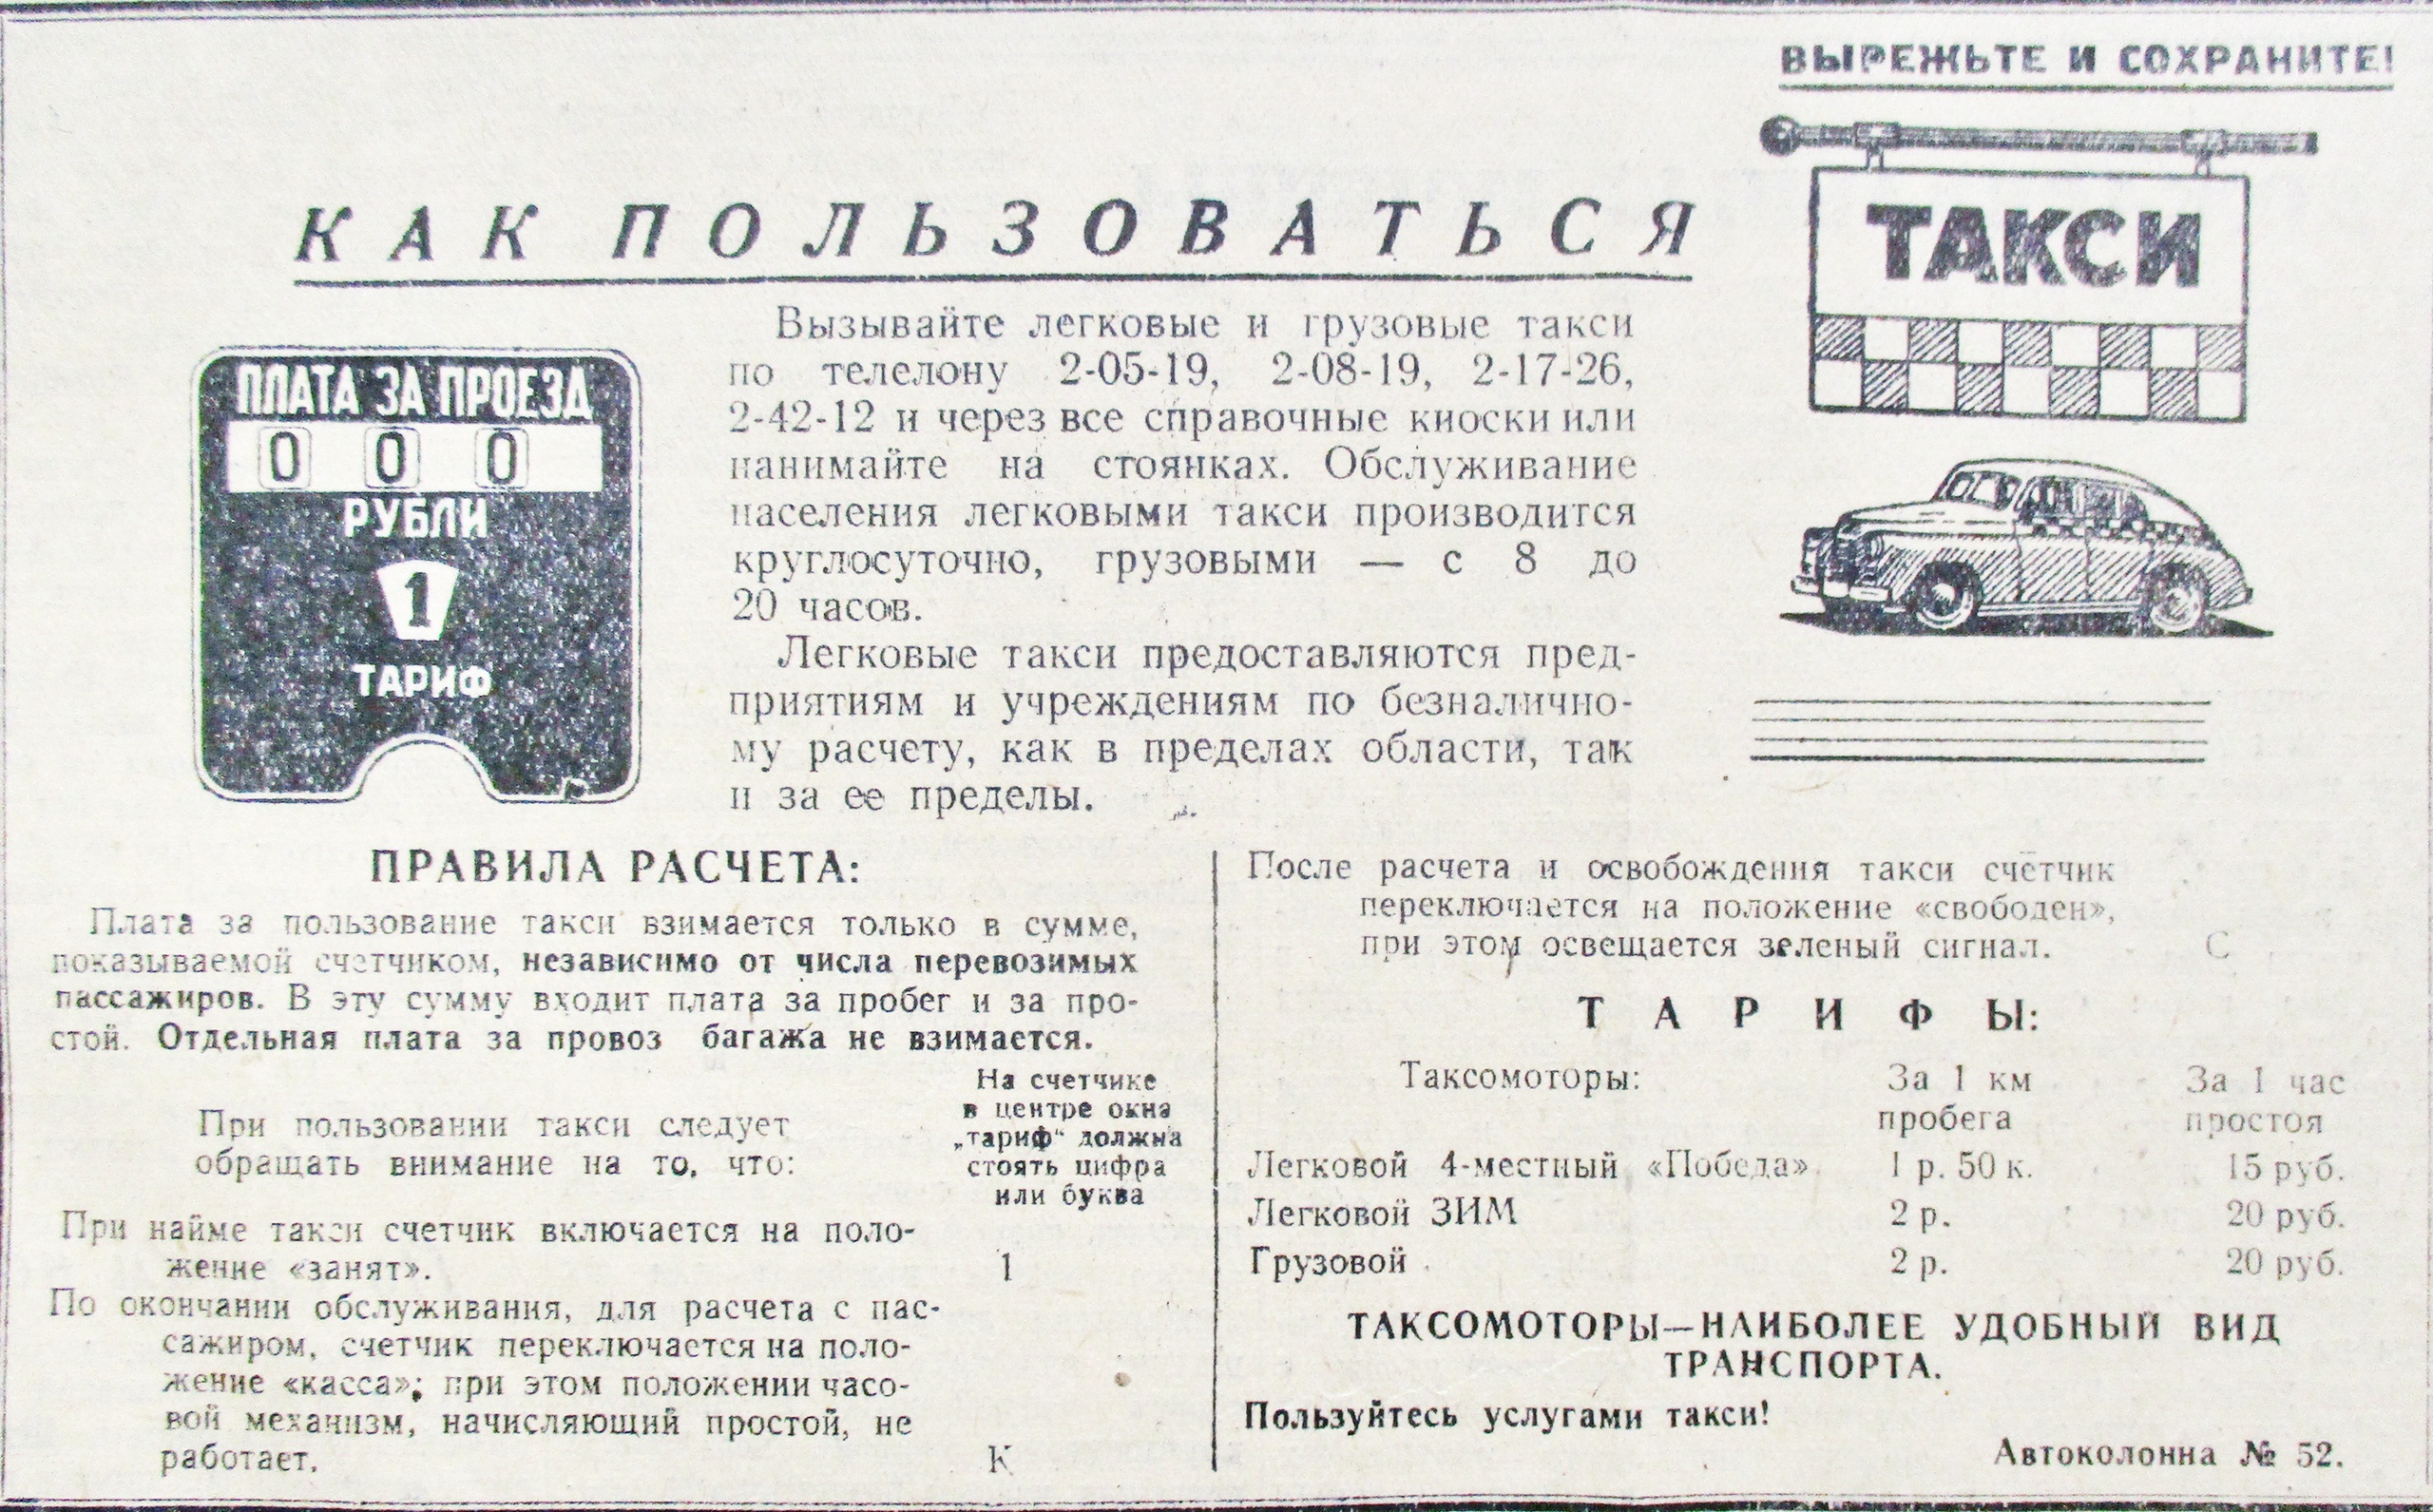 ВЫРЕЖЬТЕ И СОХРАНИТЕ!
КАК ПОЛЬЗОВАТЬСЯ
ТАКСИ
ПЛАТА ЗА ПРОЕЗД
0 0 0
РУБЛИ
1
ТАРИФ
Вызывайте легковые и грузовые такси
по телелону 2-05-19, 2-08-19, 2-17-26,
2-42-12 и через все справочные киоски или
нанимайте на стоянках. Обслуживание
населения легковыми такси производится
круглосуточно, грузовыми — с 8 до
20 часов.
Легковые такси предоставляются пред-
приятиям и учреждениям по безналично-
му расчету, как в пределах области, так
и за ее пределы.
ПРАВИЛА РАСЧЕТА:
Плата за пользование такси взимается только в сумме,
показываемой счетчиком, независимо от числа перевозимых
пассажиров. В эту сумму входит плата за пробег и за про-
стой. Отдельная плата за провоз багажа не взимается.
При пользовании такси следует
обращать внимание на то, что:
На счетчике
в центре окна
„тариф“ должна
стоять цифра
или буква
При найме такси счетчик включается на поло-
жение «занят».
1
По окончании обслуживания, для расчета с пас-
сажиром, счетчик переключается на поло-
жение «касса»; при этом положении часо-
вой механизм, начисляющий простой, не
работает.
К
После расчета и освобождения такси счётчик
переключается на положение «свободен»,
при этом освещается зеленый сигнал.
С
ТАРИФЫ:
Таксомоторы: За 1 км За 1 час
пробега простоя
Легковой 4-местный «Победа» 1 р. 50 к. 15 руб.
Легковой ЗИМ 2 р. 20 руб.
Грузовой 2 р. 20 руб.
ТАКСОМОТОРЫ—НАИБОЛЕЕ УДОБНЫЙ ВИД
ТРАНСПОРТА.
Пользуйтесь услугами такси!
Автоколонна № 52.